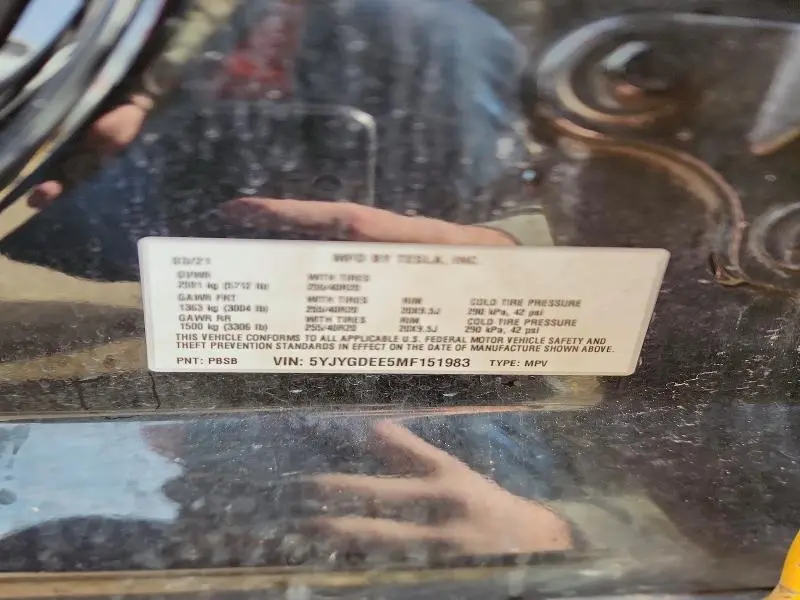 03/21 MFD BY TESLA, INC.
GVWR WITH TIRES
2591 kg (5712 lb) 255/40R20
GAWR FRT WITH TIRES RIM COLD TIRE PRESSURE
1363 kg (3004 lb) 255/40R20 20X9.5J 290 kPa, 42 psi
GAWR RR WITH TIRES RIM COLD TIRE PRESSURE
1500 kg (3306 lb) 255/40R20 20X9.5J 290 kPa, 42 psi
THIS VEHICLE CONFORMS TO ALL APPLICABLE U.S. FEDERAL MOTOR VEHICLE SAFETY AND
THEFT PREVENTION STANDARDS IN EFFECT ON THE DATE OF MANUFACTURE SHOWN ABOVE.
PNT: PBSB VIN: 5YJYGDEE5MF151983 TYPE: MPV